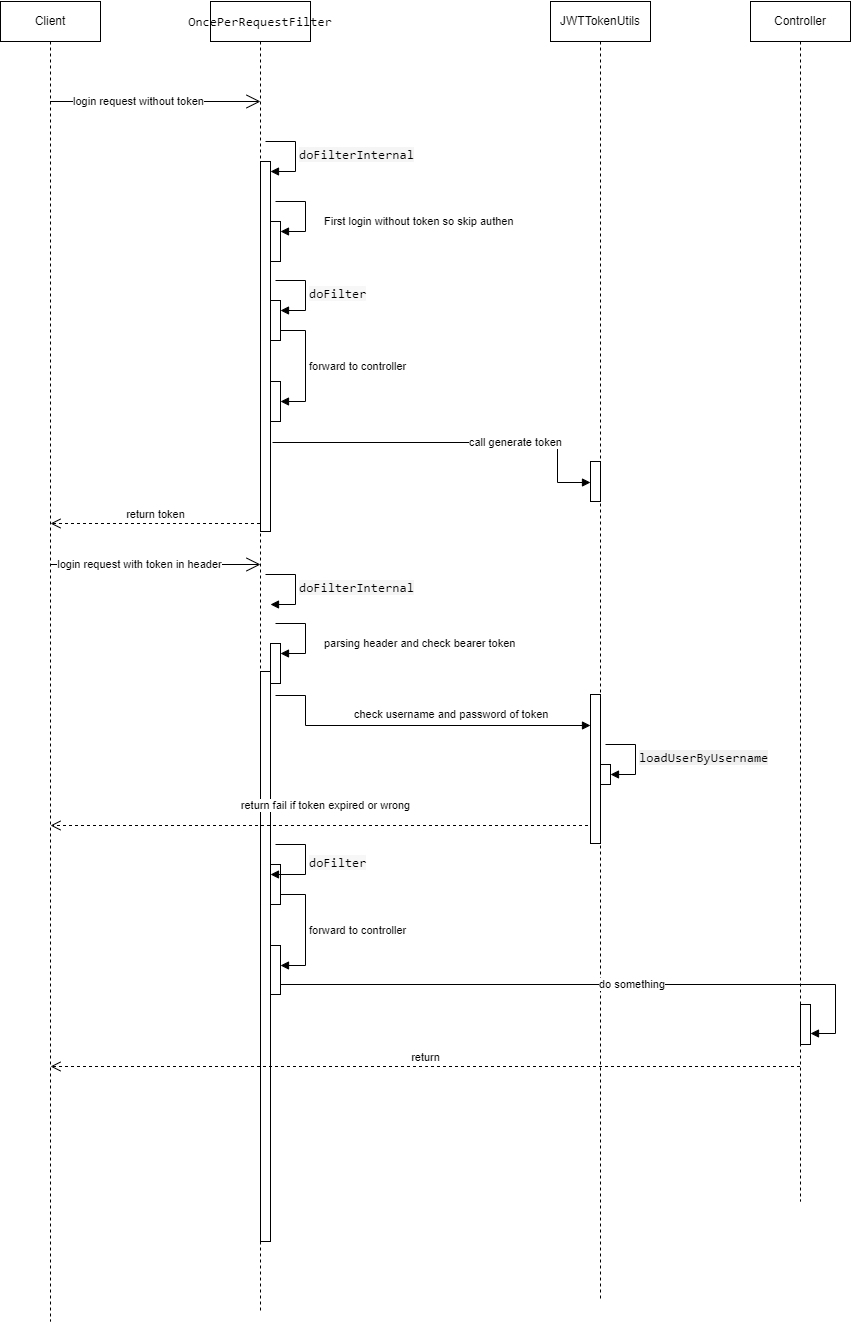 Client
OncePerRequestFilter
JWTTokenUtils
Controller
login request without token
doFilterInternal
First login without token so skip authen
doFilter
forward to controller
call generate token
return token
login request with token in header
doFilterInternal
parsing header and check bearer token
check username and password of token
loadUserByUsername
return fail if token expired or wrong
doFilter
forward to controller
do something
return